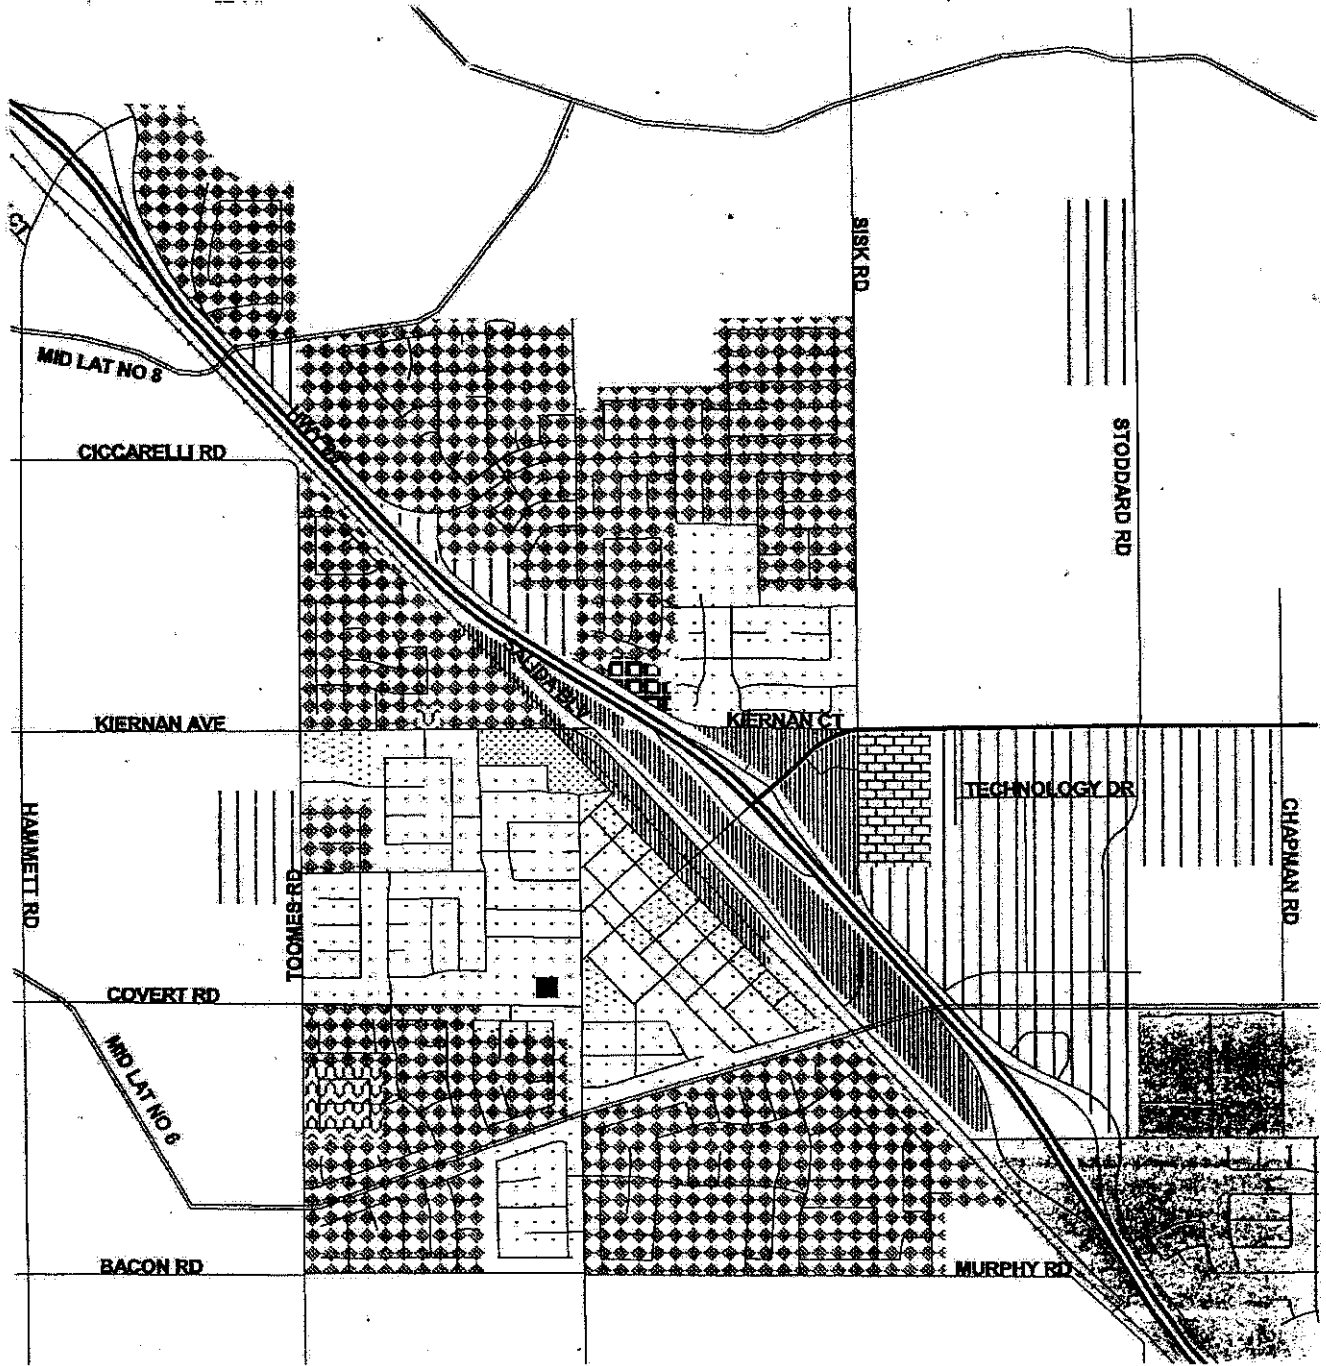 SISK RD
CT
MID LAT NO 8
STODDARD RD
CICCARELLI RD
KIERNAN AVE
KIERNAN CT
TECHNOLOGY DR
HAMMETT RD
CHAPMAN RD
TOOMES RD
COVERT RD
MID LAT NO 6
BACON RD
MURPHY RD